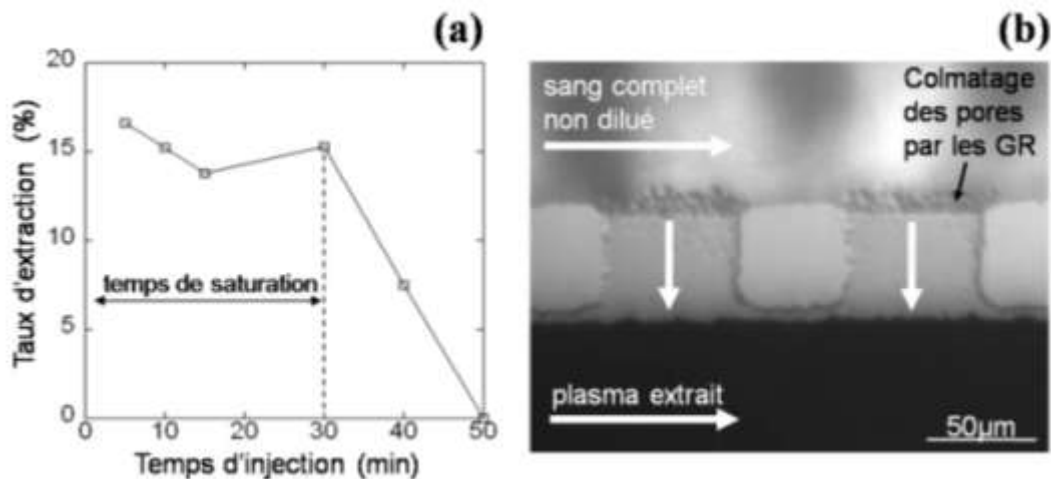 (a)
20
15
10
5
0
0
10
20
30
40
50
Taux d'extraction (%)
temps de saturation
Temps d'injection (min)
(b)
sang complet
non dilué
Colmatage
des pores
par les GR
plasma extrait
50µm